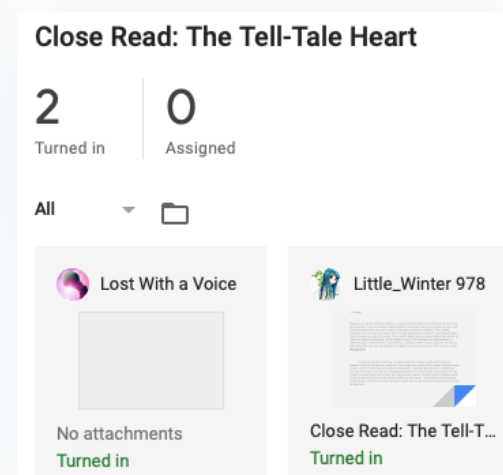 Close Read: The Tell-Tale Heart
2 0
Turned in Assigned
All
Lost With a Voice Little_Winter 978
No attachments Close Read: The Tell-T...
Turned in Turned in